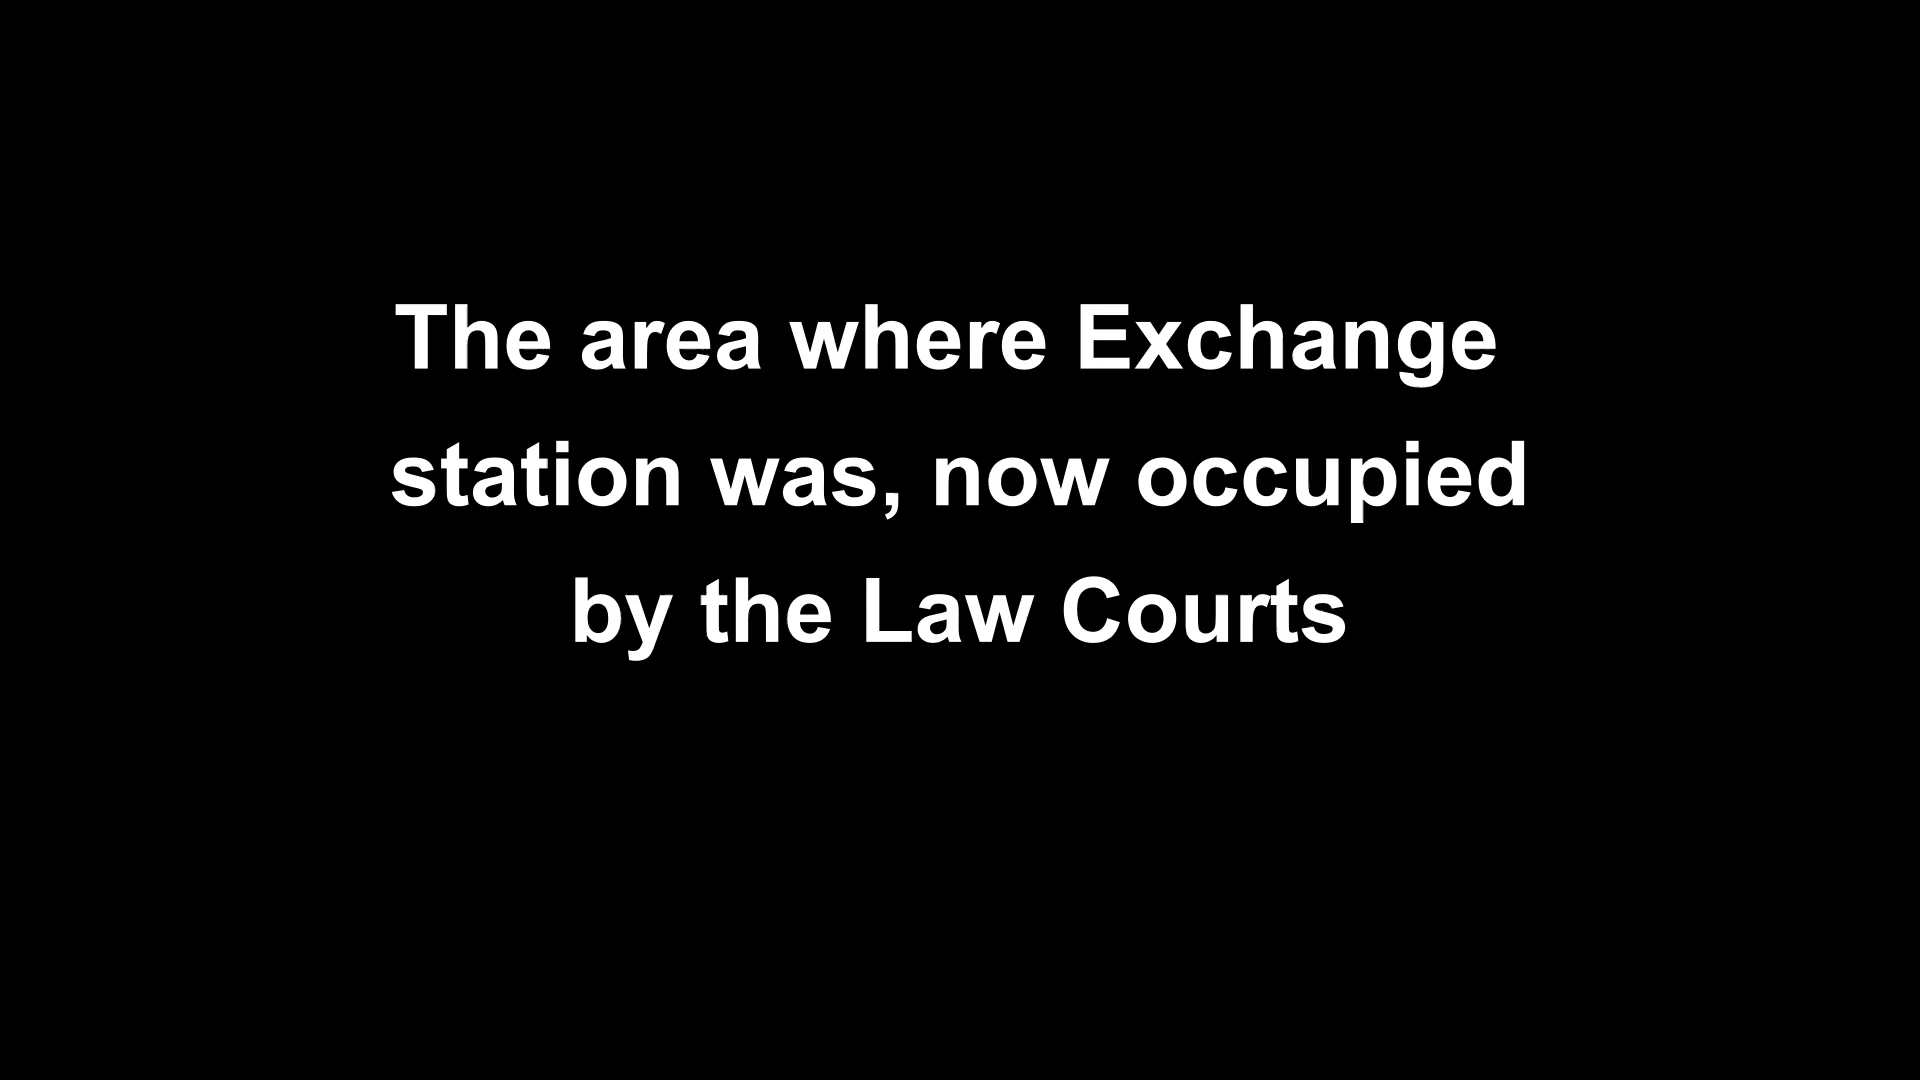 The area where Exchange
station was, now occupied
by the Law Courts